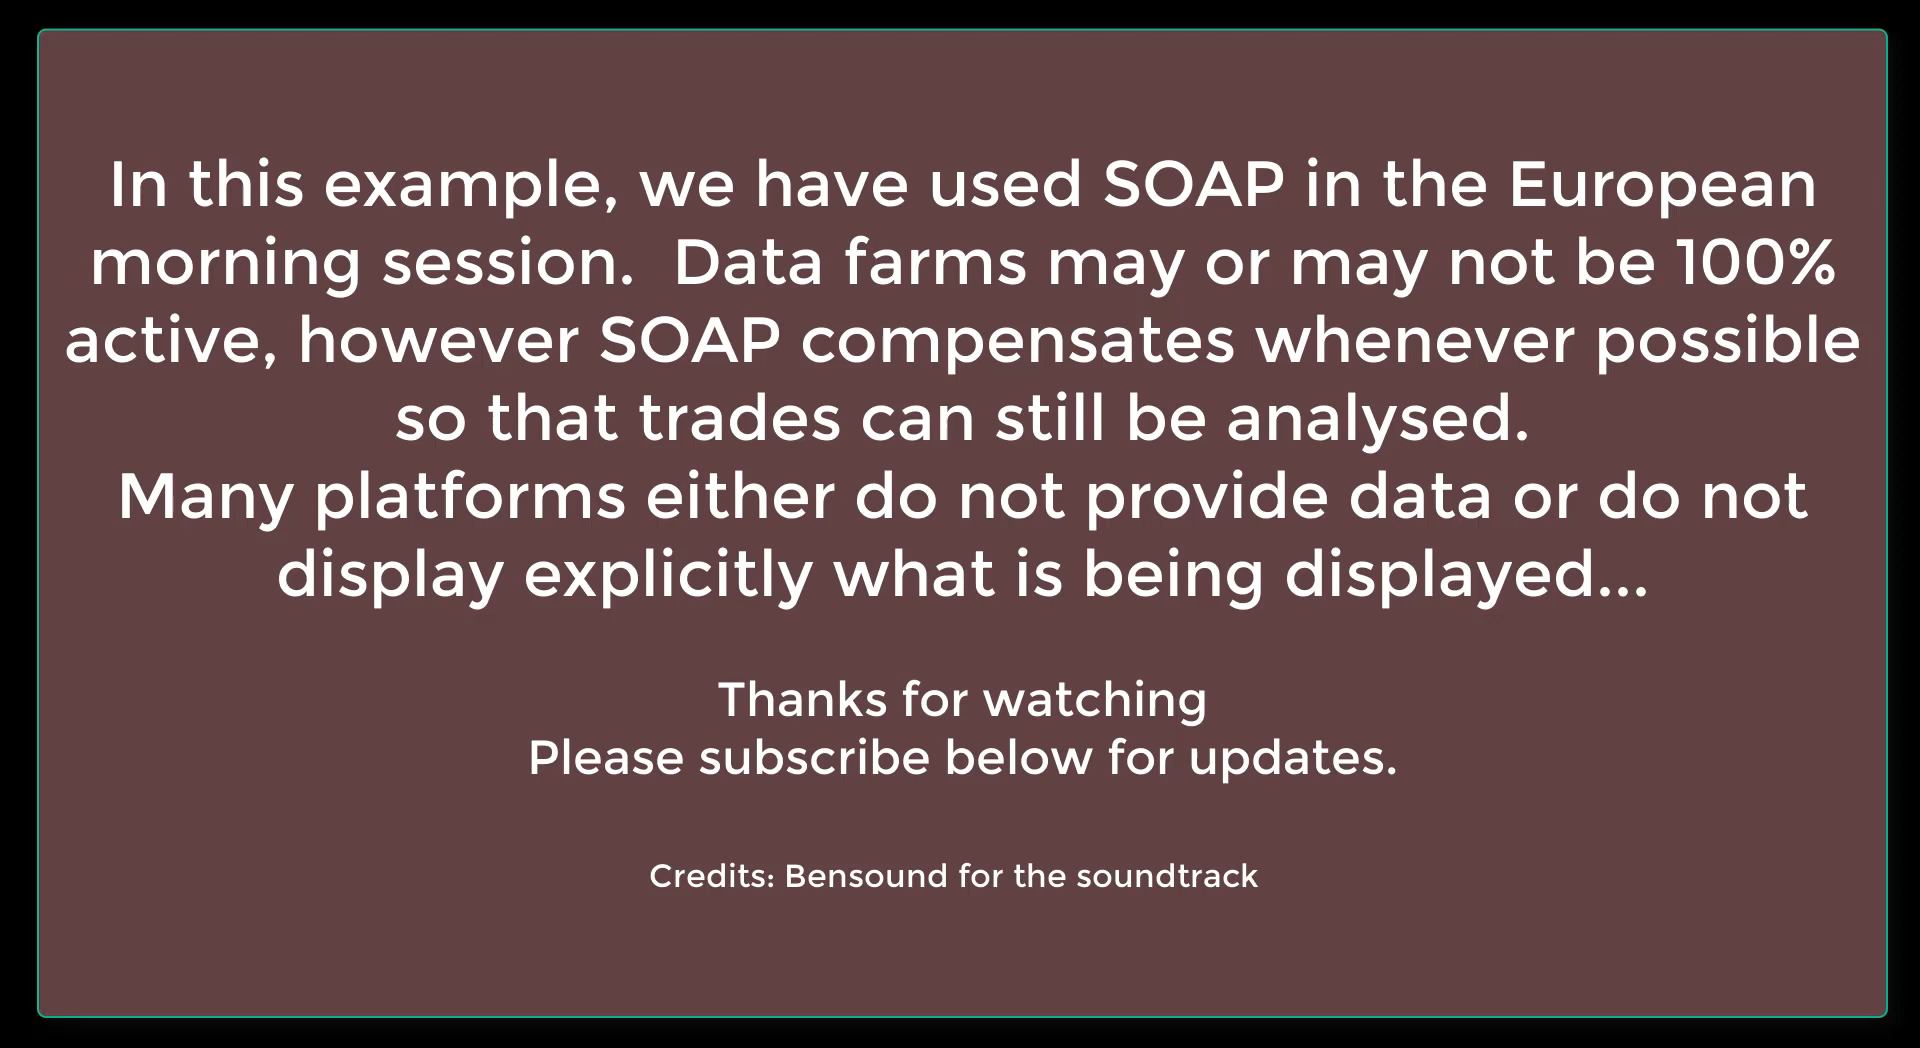 In this example, we have used SOAP in the European
morning session.  Data farms may or may not be 100%
active, however SOAP compensates whenever possible
so that trades can still be analysed.
Many platforms either do not provide data or do not
display explicitly what is being displayed...
Thanks for watching
Please subscribe below for updates.
Credits: Bensound for the soundtrack